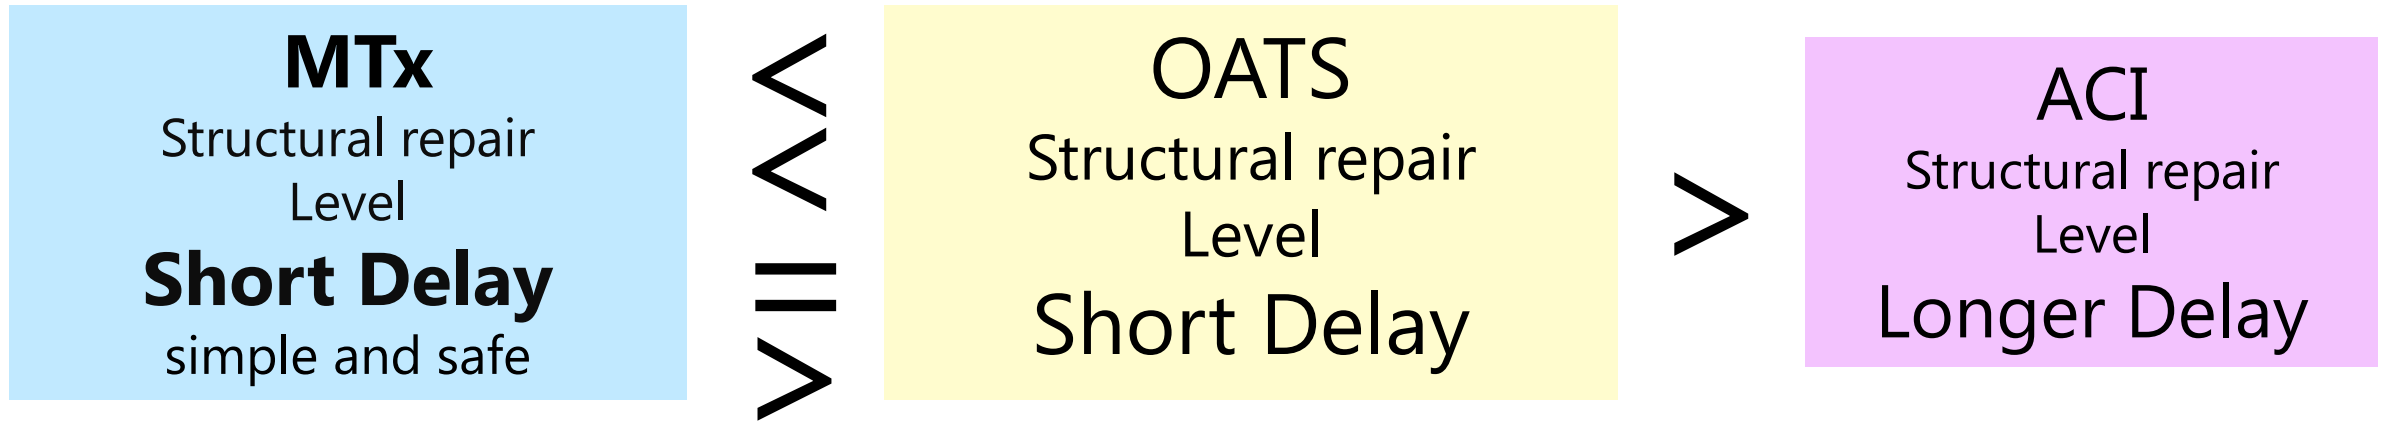 MTx
Structural repair
Level
Short Delay
simple and safe
<
<
=
>
OATS
Structural repair
Level
Short Delay
>
ACI
Structural repair
Level
Longer Delay